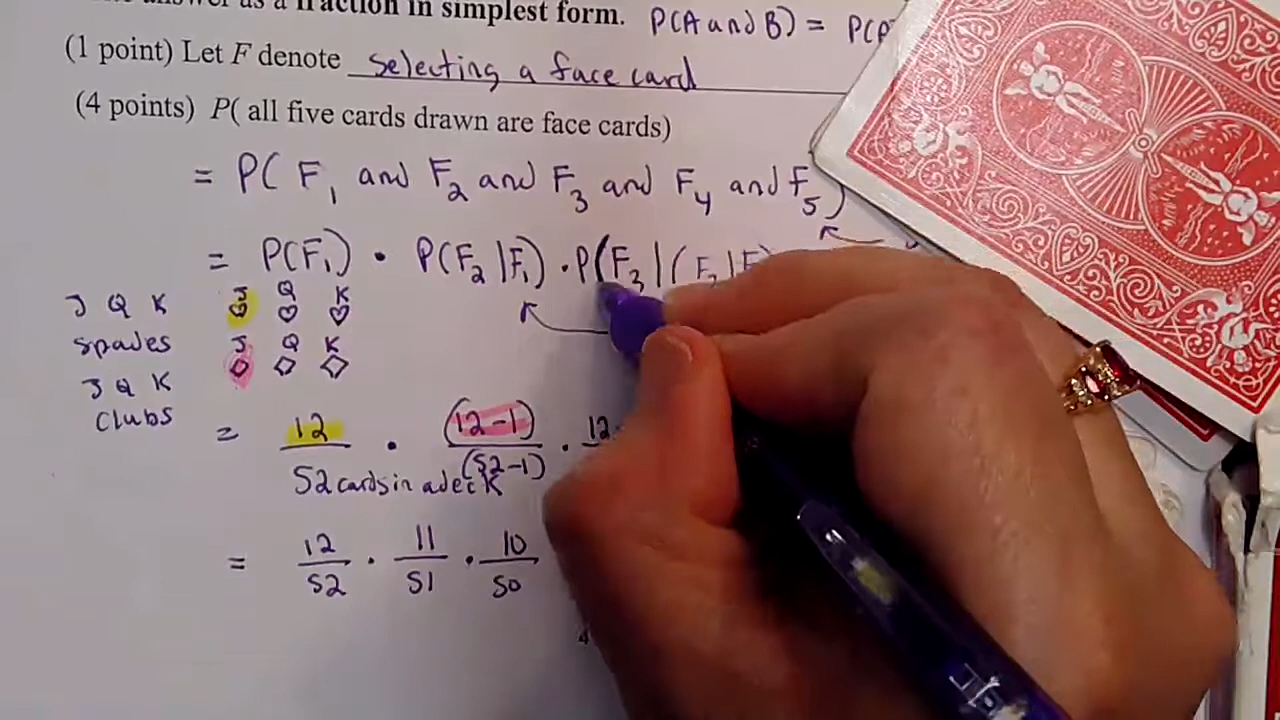 as a fraction in simplest form. P(A and B) = P(A
(1 point) Let F denote selecting a face card
(4 points) P( all five cards drawn are face cards)
= P( F1 and F2 and F3 and F4 and F5 )
= P(F1) • P(F2 | F1) • P(F3 | (F2 | F
J Q K J Q K
spades J Q K
J Q K
clubs
= 12 • (12-1) • 12
52 cards in a deck (52-1)
= 12 • 11 • 10
52 51 50